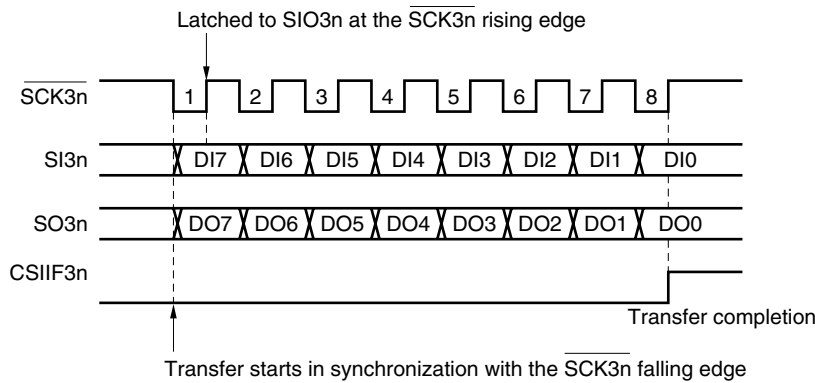 Latched to SIO3n at the SCK3n rising edge
SCK3n 1 2 3 4 5 6 7 8
SI3n DI7 DI6 DI5 DI4 DI3 DI2 DI1 DI0
SO3n DO7 DO6 DO5 DO4 DO3 DO2 DO1 DO0
CSIIF3n
Transfer completion
Transfer starts in synchronization with the SCK3n falling edge